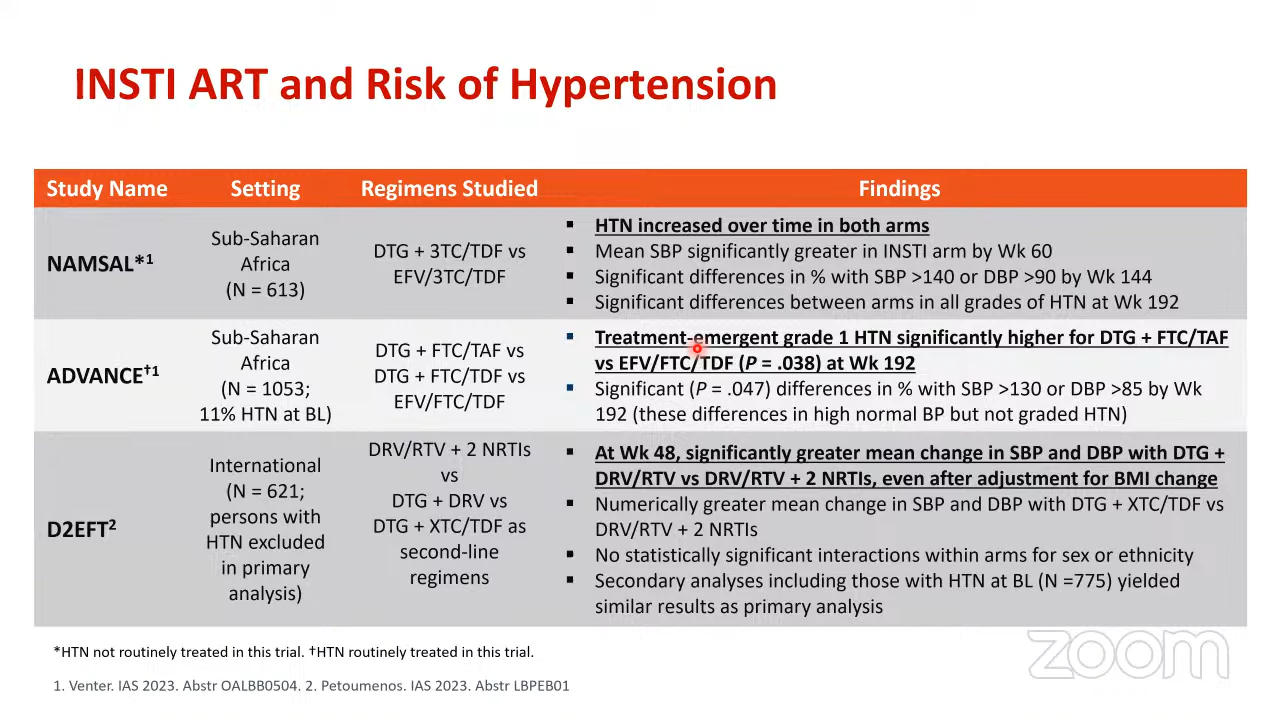 INSTI ART and Risk of Hypertension
Study Name
Setting
Regimens Studied
Findings
NAMSAL*1
Sub-Saharan
Africa
(N = 613)
DTG + 3TC/TDF vs
EFV/3TC/TDF
▪ HTN increased over time in both arms
▪ Mean SBP significantly greater in INSTI arm by Wk 60
▪ Significant differences in % with SBP >140 or DBP >90 by Wk 144
▪ Significant differences between arms in all grades of HTN at Wk 192
ADVANCE†1
Sub-Saharan
Africa
(N = 1053;
11% HTN at BL)
DTG + FTC/TAF vs
DTG + FTC/TDF vs
EFV/FTC/TDF
▪ Treatment-emergent grade 1 HTN significantly higher for DTG + FTC/TAF
vs EFV/FTC/TDF (P = .038) at Wk 192
▪ Significant (P = .047) differences in % with SBP >130 or DBP >85 by Wk
192 (these differences in high normal BP but not graded HTN)
D2EFT2
International
(N = 621;
persons with
HTN excluded
in primary
analysis)
DRV/RTV + 2 NRTIs
vs
DTG + DRV vs
DTG + XTC/TDF as
second-line
regimens
▪ At Wk 48, significantly greater mean change in SBP and DBP with DTG +
DRV/RTV vs DRV/RTV + 2 NRTIs, even after adjustment for BMI change
▪ Numerically greater mean change in SBP and DBP with DTG + XTC/TDF vs
DRV/RTV + 2 NRTIs
▪ No statistically significant interactions within arms for sex or ethnicity
▪ Secondary analyses including those with HTN at BL (N =775) yielded
similar results as primary analysis
*HTN not routinely treated in this trial. †HTN routinely treated in this trial.
1. Venter. IAS 2023. Abstr OALBB0504. 2. Petoumenos. IAS 2023. Abstr LBPEB01
zoom